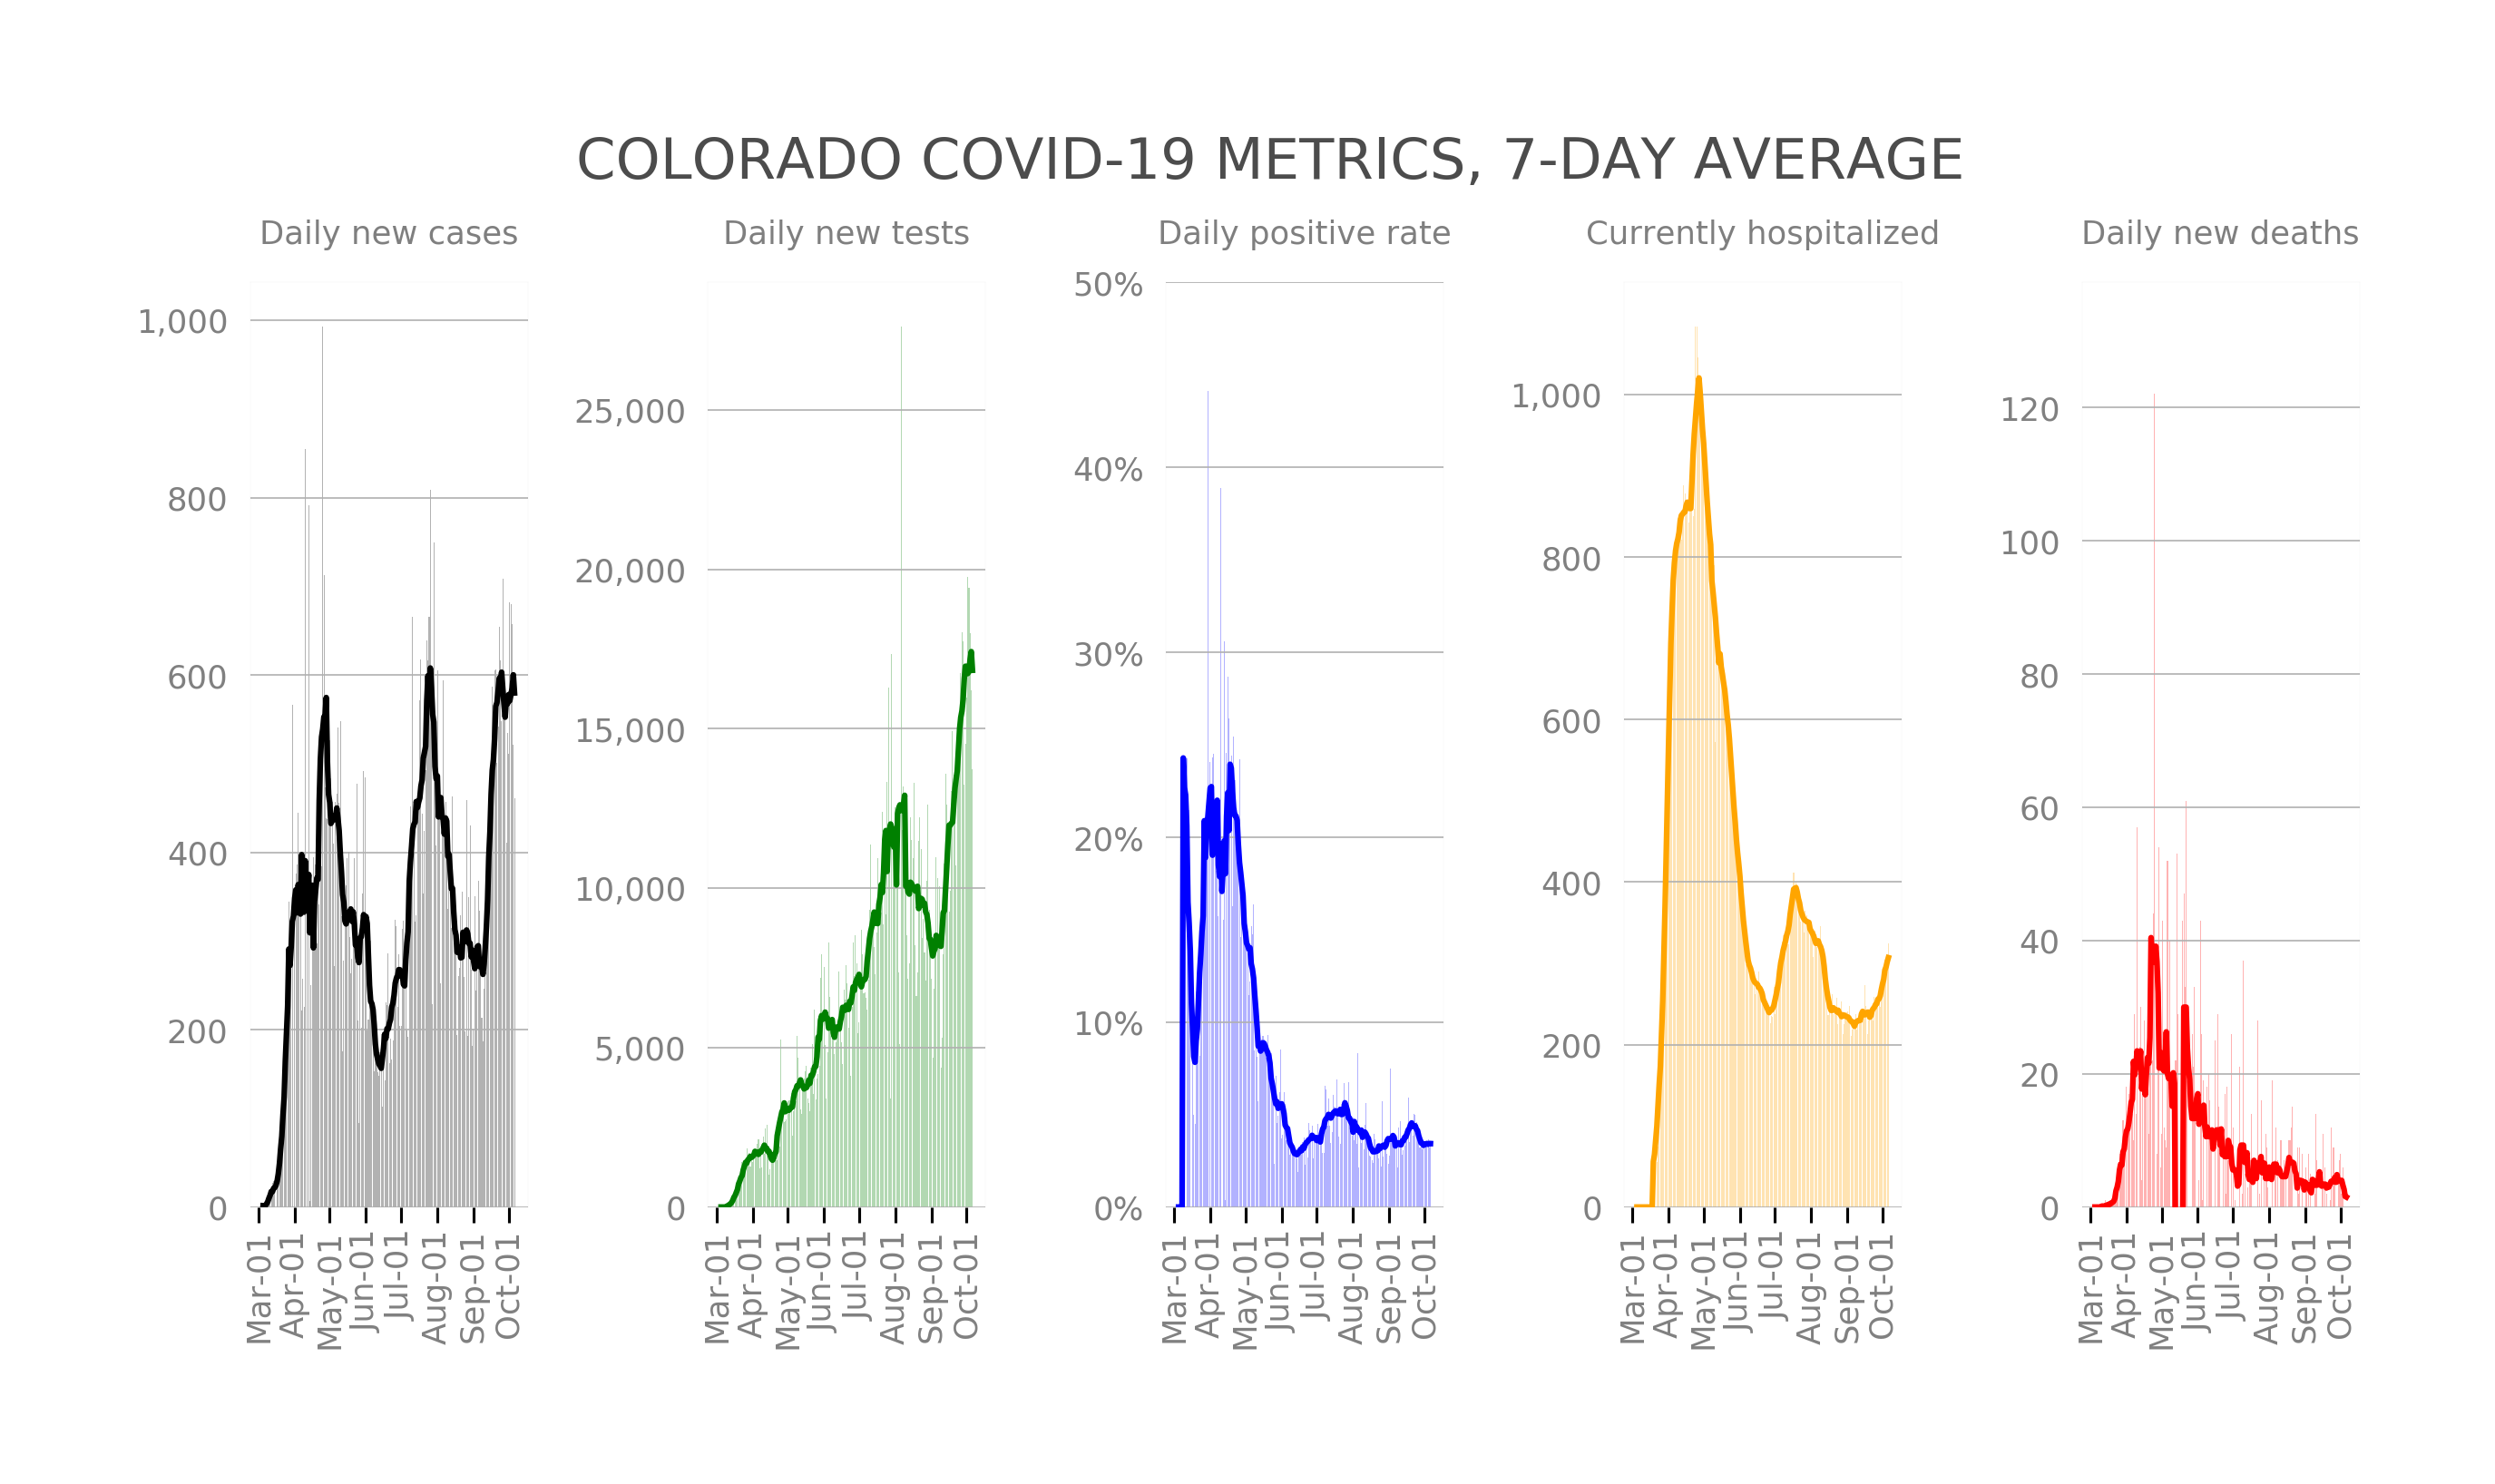 COLORADO COVID-19 METRICS, 7-DAY AVERAGE
Daily new cases
1,000
800
600
400
200
0
Mar-01
Apr-01
May-01
Jun-01
Jul-01
Aug-01
Sep-01
Oct-01
Daily new tests
25,000
20,000
15,000
10,000
5,000
0
Mar-01
Apr-01
May-01
Jun-01
Jul-01
Aug-01
Sep-01
Oct-01
Daily positive rate
50%
40%
30%
20%
10%
0%
Mar-01
Apr-01
May-01
Jun-01
Jul-01
Aug-01
Sep-01
Oct-01
Currently hospitalized
1,000
800
600
400
200
0
Mar-01
Apr-01
May-01
Jun-01
Jul-01
Aug-01
Sep-01
Oct-01
Daily new deaths
120
100
80
60
40
20
0
Mar-01
Apr-01
May-01
Jun-01
Jul-01
Aug-01
Sep-01
Oct-01